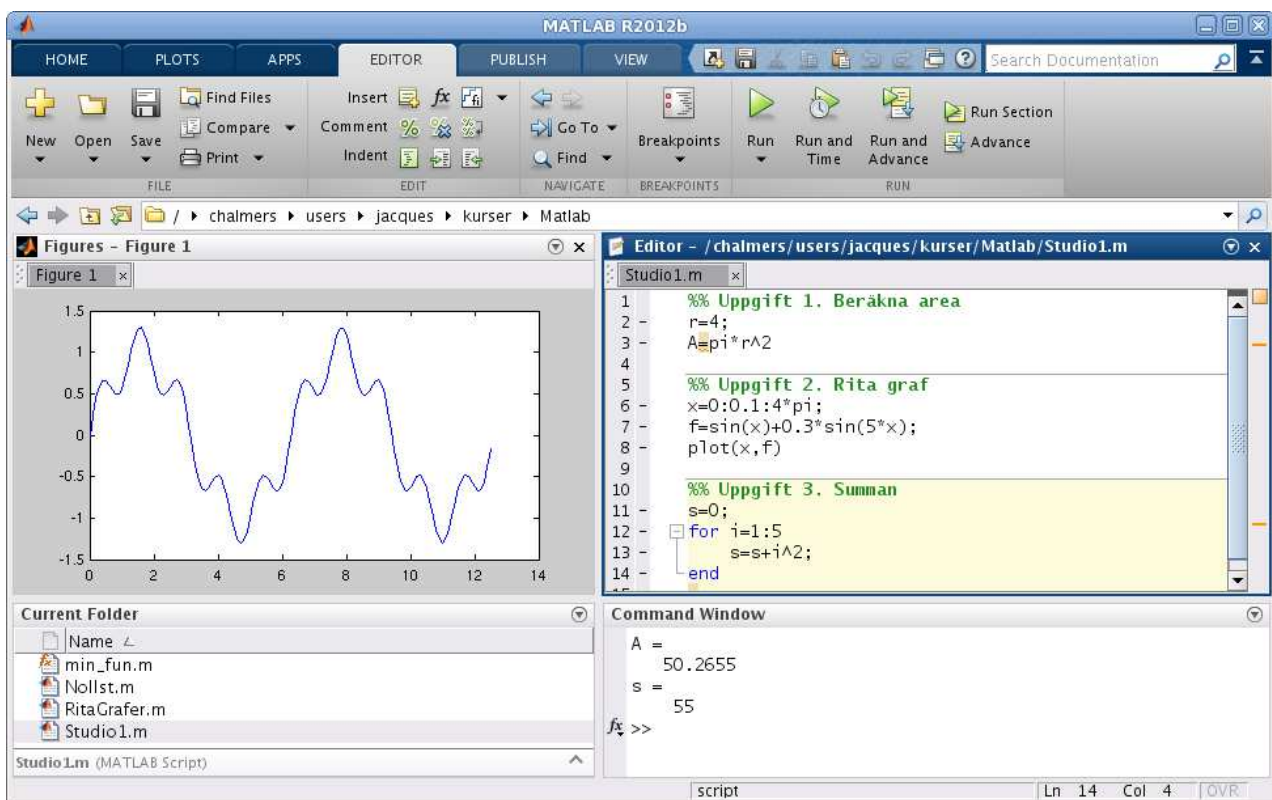 MATLAB R2012b
HOME PLOTS APPS EDITOR PUBLISH VIEW Search Documentation
New Open Save
Find Files
Compare
Print
FILE
Insert fx fi
Comment % % %
Indent
EDIT
Go To
Find
NAVIGATE
Breakpoints
BREAKPOINTS
Run
Run and Time
Run and Advance
Run Section
Advance
RUN
/ chalmers users jacques kurser Matlab
Figures - Figure 1
Figure 1
1.5
1
0.5
0
-0.5
-1
-1.5
0 2 4 6 8 10 12 14
Editor - /chalmers/users/jacques/kurser/Matlab/Studio1.m
Studio1.m
1 %% Uppgift 1. Beräkna area
2 - r=4;
3 - A=pi*r^2
4
5 %% Uppgift 2. Rita graf
6 - x=0:0.1:4*pi;
7 - f=sin(x)+0.3*sin(5*x);
8 - plot(x,f)
9
10 %% Uppgift 3. Summan
11 - s=0;
12 - for i=1:5
13 - s=s+i^2;
14 - end
Current Folder
Name
min_fun.m
Nollst.m
RitaGrafer.m
Studio1.m
Studio1.m (MATLAB Script)
Command Window
A =
50.2655
s =
55
fx >>
script Ln 14 Col 4 OVR